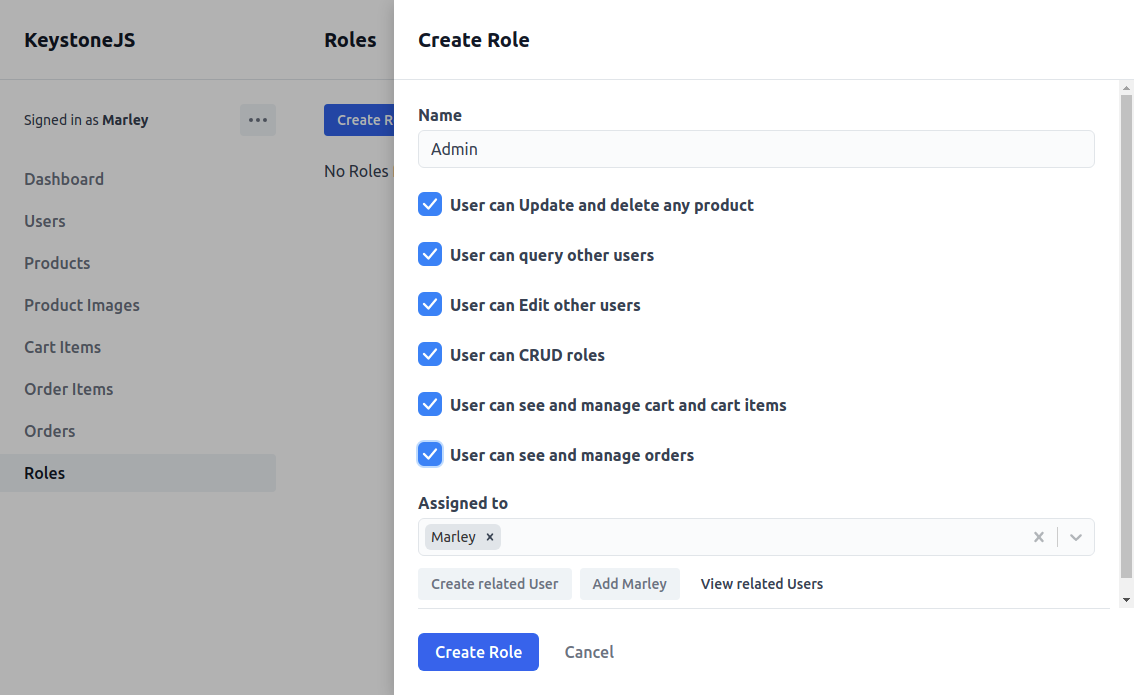 KeystoneJS
Signed in as Marley
Dashboard
Users
Products
Product Images
Cart Items
Order Items
Orders
Roles
Roles
Create R
No Roles
Create Role
Name
Admin
User can Update and delete any product
User can query other users
User can Edit other users
User can CRUD roles
User can see and manage cart and cart items
User can see and manage orders
Assigned to
Marley
Create related User Add Marley View related Users
Create Role Cancel